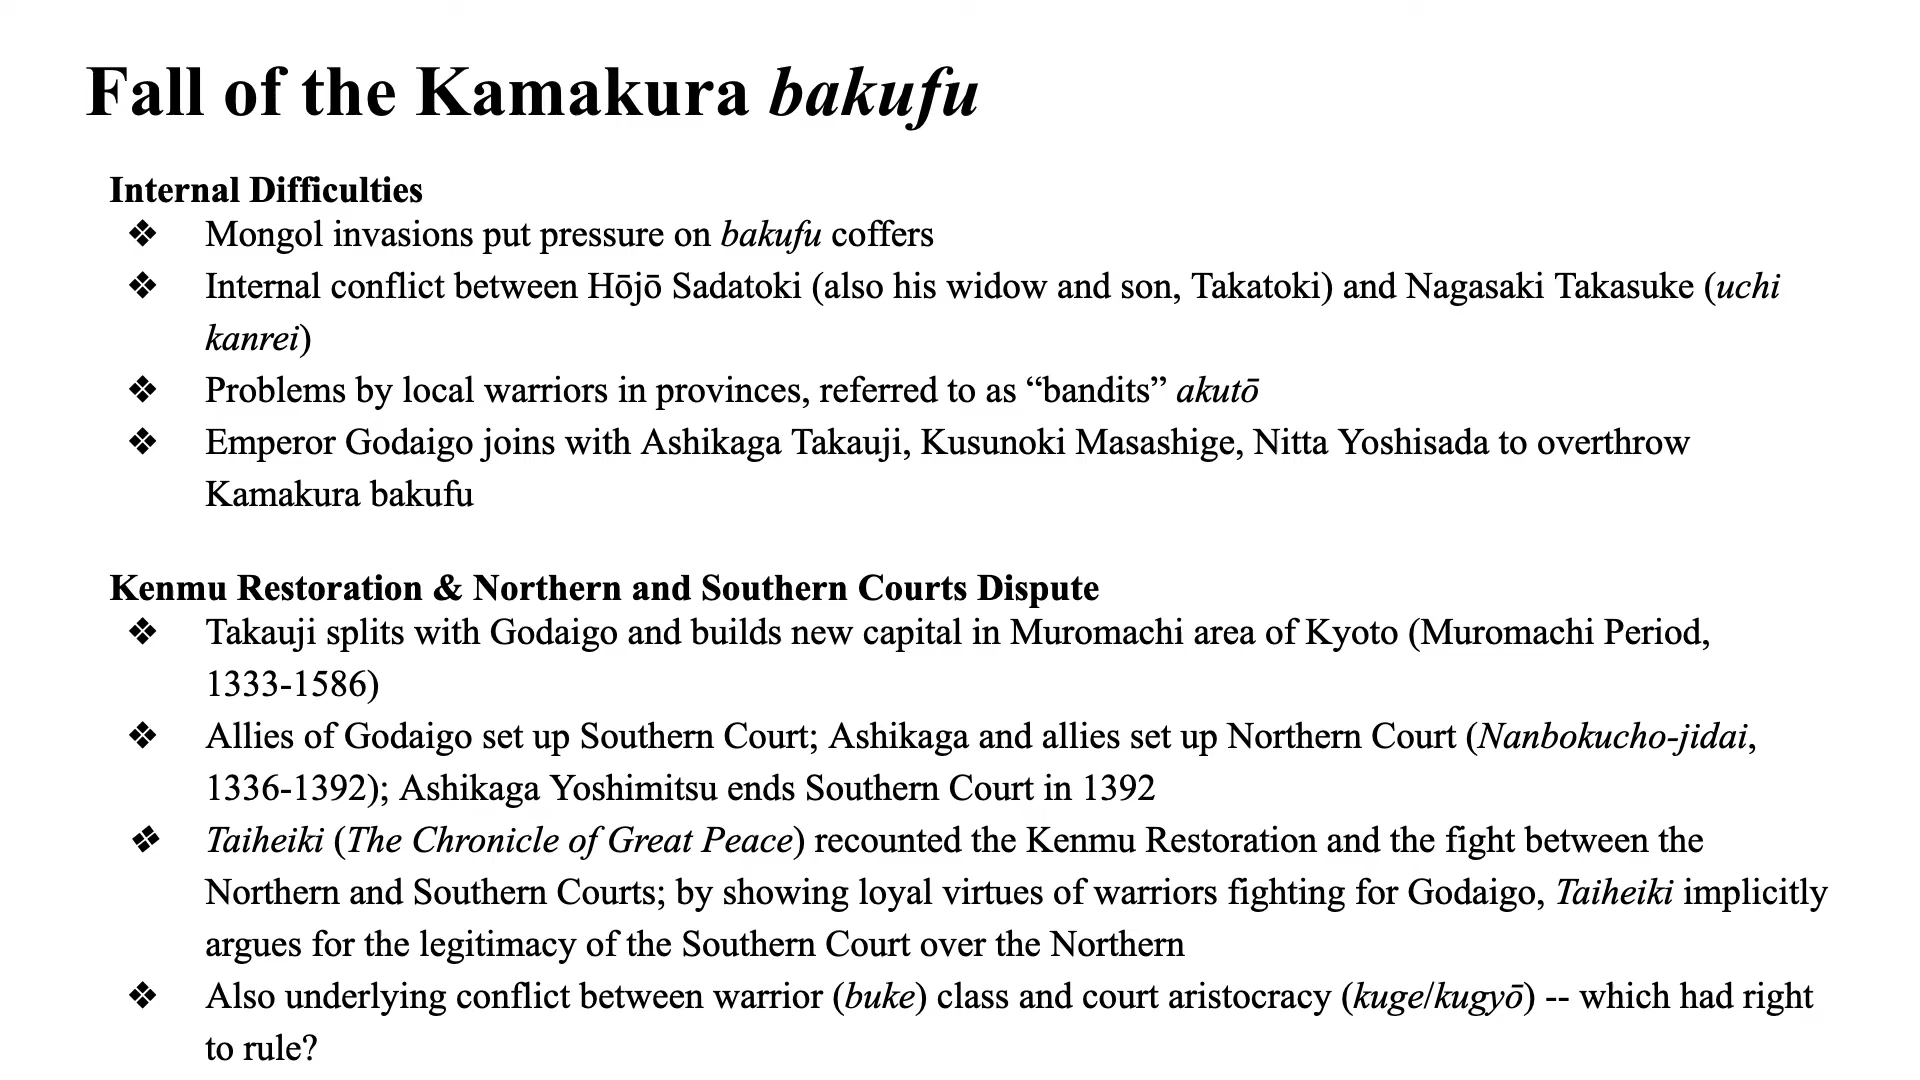 Fall of the Kamakura bakufu
Internal Difficulties
❖ Mongol invasions put pressure on bakufu coffers
❖ Internal conflict between Hōjō Sadatoki (also his widow and son, Takatoki) and Nagasaki Takasuke (uchi
kanrei)
❖ Problems by local warriors in provinces, referred to as “bandits” akutō
❖ Emperor Godaigo joins with Ashikaga Takauji, Kusunoki Masashige, Nitta Yoshisada to overthrow
Kamakura bakufu
Kenmu Restoration & Northern and Southern Courts Dispute
❖ Takauji splits with Godaigo and builds new capital in Muromachi area of Kyoto (Muromachi Period,
1333-1586)
❖ Allies of Godaigo set up Southern Court; Ashikaga and allies set up Northern Court (Nanbokucho-jidai,
1336-1392); Ashikaga Yoshimitsu ends Southern Court in 1392
❖ Taiheiki (The Chronicle of Great Peace) recounted the Kenmu Restoration and the fight between the
Northern and Southern Courts; by showing loyal virtues of warriors fighting for Godaigo, Taiheiki implicitly
argues for the legitimacy of the Southern Court over the Northern
❖ Also underlying conflict between warrior (buke) class and court aristocracy (kuge/kugyō) -- which had right
to rule?